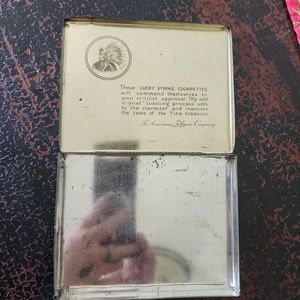 These LUCKY STRIKE CIGARETTES
will commend themselves to
your critical approval. The add
itional "toasting process" adds
to the character and improves
the taste of the fine tobaccos.
The American Tobacco Company